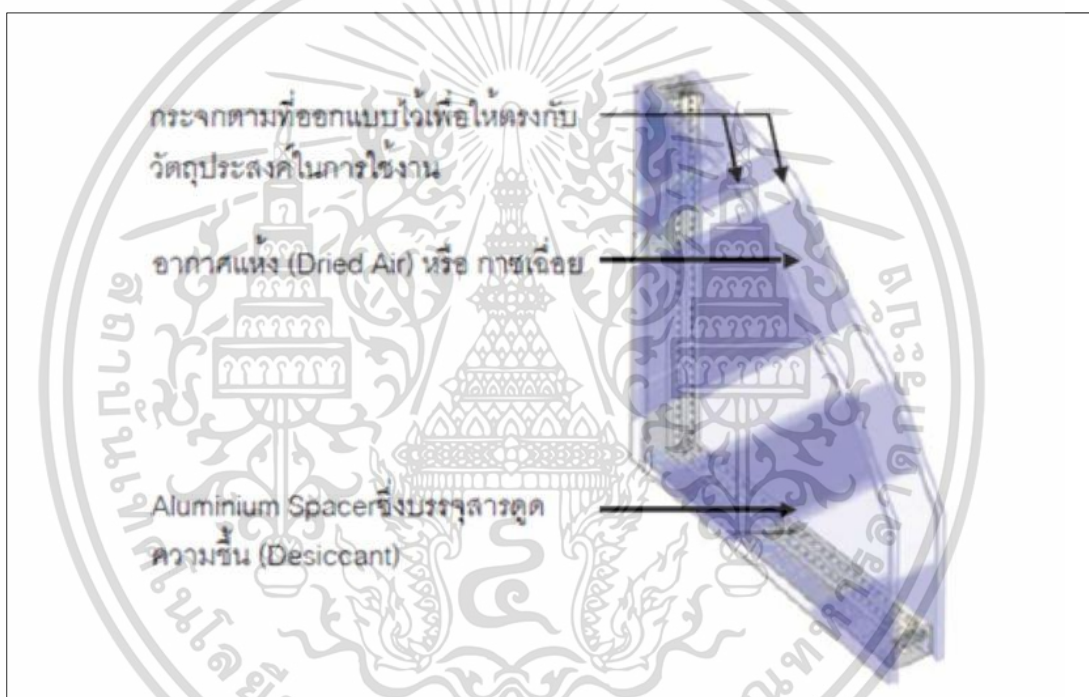 กระจกตามที่ออกแบบไว้เพื่อให้ตรงกับ
วัตถุประสงค์ในการใช้งาน
อากาศแห้ง (Dried Air) หรือ กาซเฉื่อย
Aluminium Spacerซึ่งบรรจุสารดูด
ความชื้น (Desiccant)